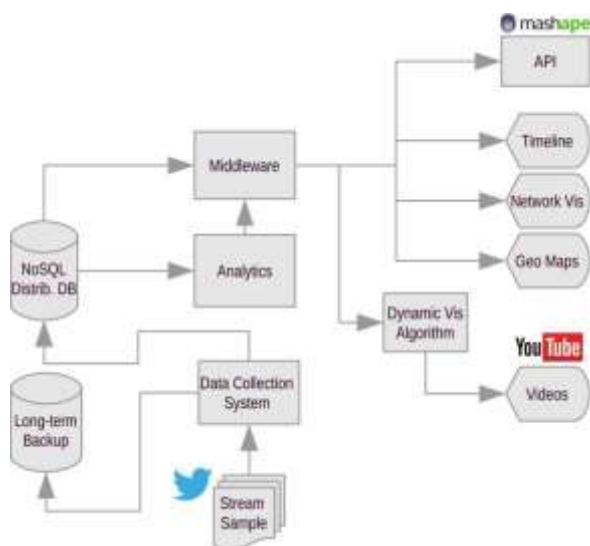 mashape
API
Timeline
Middleware
Network Vis
NoSQL
Distrib. DB
Analytics
Geo Maps
Dynamic Vis
Algorithm
YouTube
Data Collection
System
Videos
Long-term
Backup
Stream
Sample